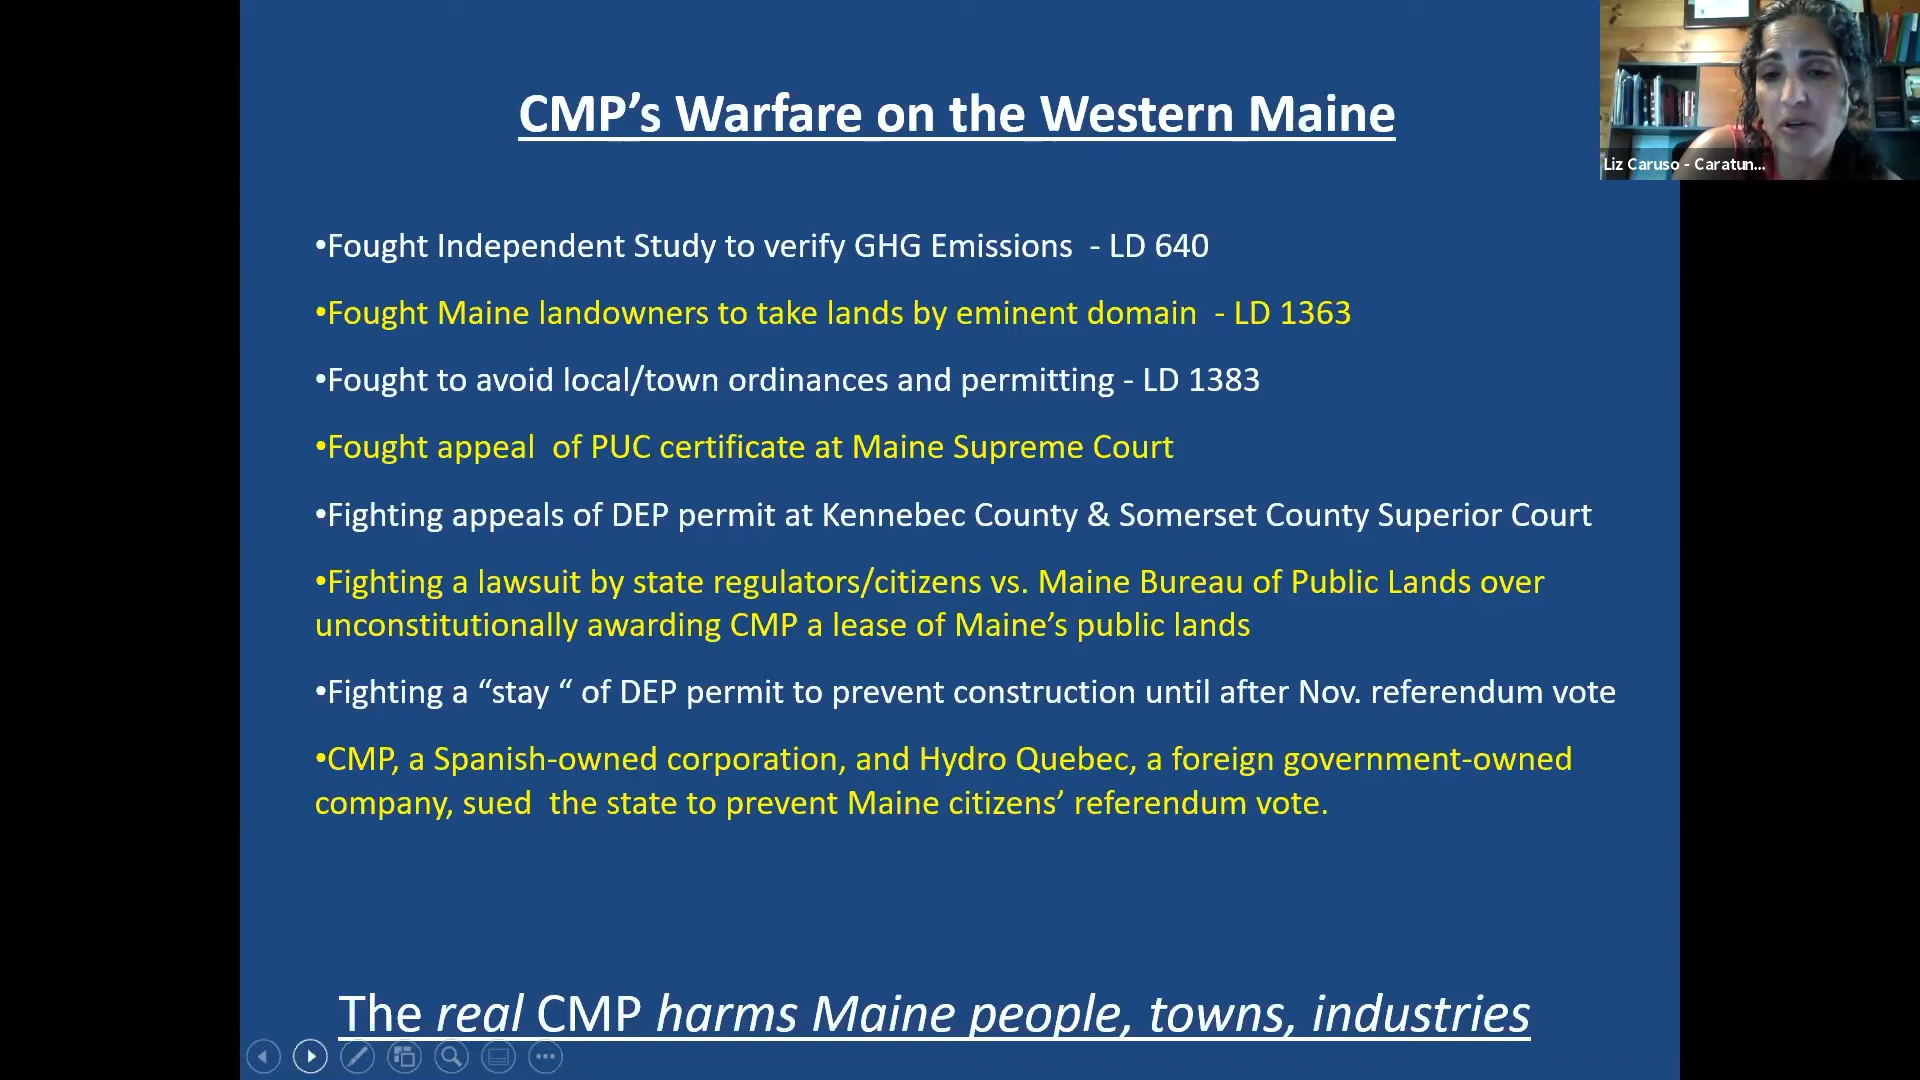 CMP’s Warfare on the Western Maine
Liz Caruso - Caratun...
•Fought Independent Study to verify GHG Emissions  - LD 640
•Fought Maine landowners to take lands by eminent domain  - LD 1363
•Fought to avoid local/town ordinances and permitting - LD 1383
•Fought appeal  of PUC certificate at Maine Supreme Court
•Fighting appeals of DEP permit at Kennebec County & Somerset County Superior Court
•Fighting a lawsuit by state regulators/citizens vs. Maine Bureau of Public Lands over
unconstitutionally awarding CMP a lease of Maine’s public lands
•Fighting a “stay “ of DEP permit to prevent construction until after Nov. referendum vote
•CMP, a Spanish-owned corporation, and Hydro Quebec, a foreign government-owned
company, sued  the state to prevent Maine citizens’ referendum vote.
The real CMP harms Maine people, towns, industries